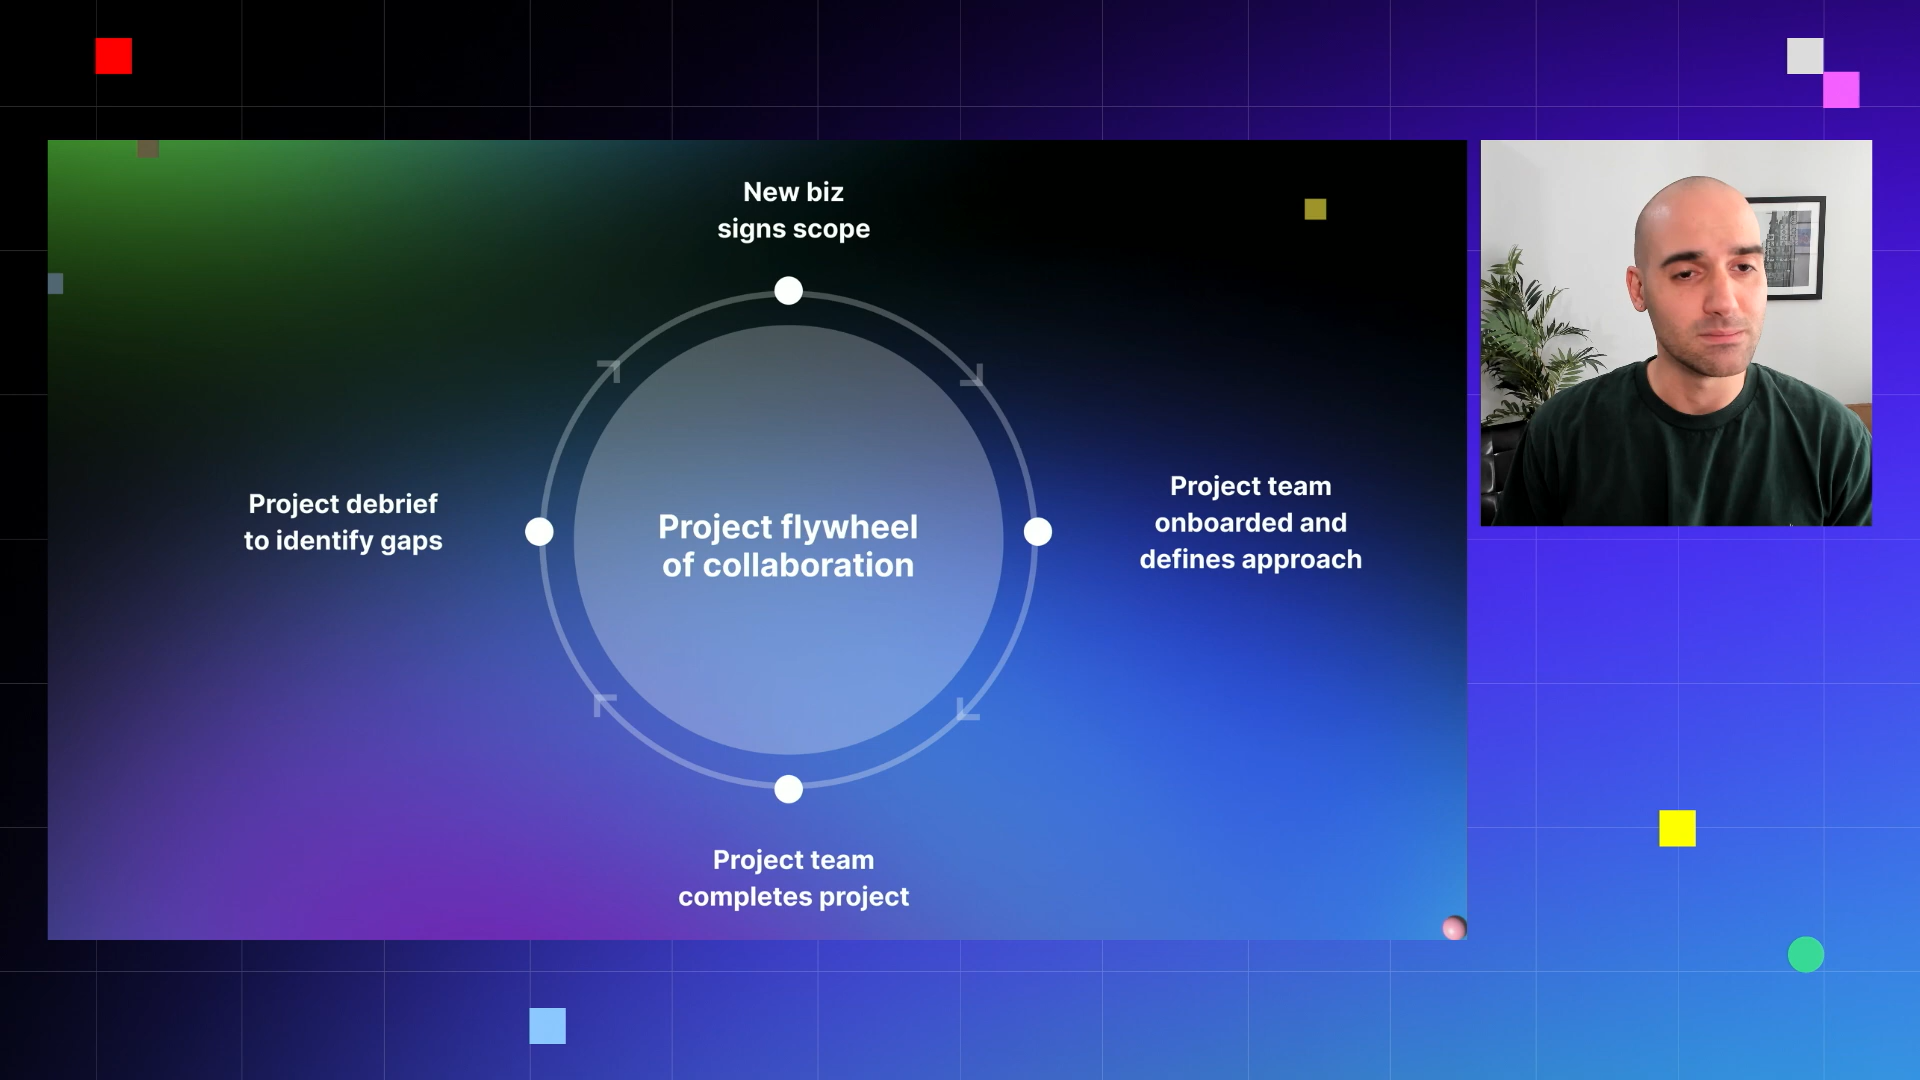 New biz
signs scope
Project debrief
to identify gaps
Project flywheel
of collaboration
Project team
onboarded and
defines approach
Project team
completes project